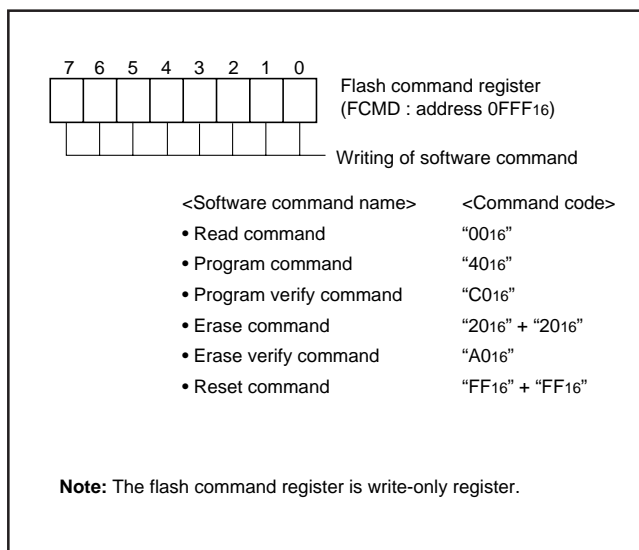 7 6 5 4 3 2 1 0
Flash command register
(FCMD : address 0FFF16)
Writing of software command
<Software command name> <Command code>
• Read command “0016”
• Program command “4016”
• Program verify command “C016”
• Erase command “2016” + “2016”
• Erase verify command “A016”
• Reset command “FF16” + “FF16”
Note: The flash command register is write-only register.